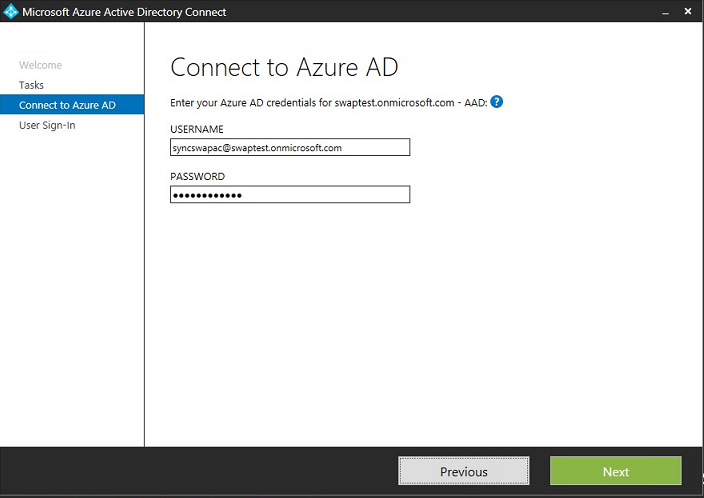 Microsoft Azure Active Directory Connect
Welcome
Tasks
Connect to Azure AD
User Sign-In
Connect to Azure AD
Enter your Azure AD credentials for swaptest.onmicrosoft.com - AAD: ?
USERNAME
syncswapac@swaptest.onmicrosoft.com
PASSWORD
●●●●●●●●●●●●
Previous
Next